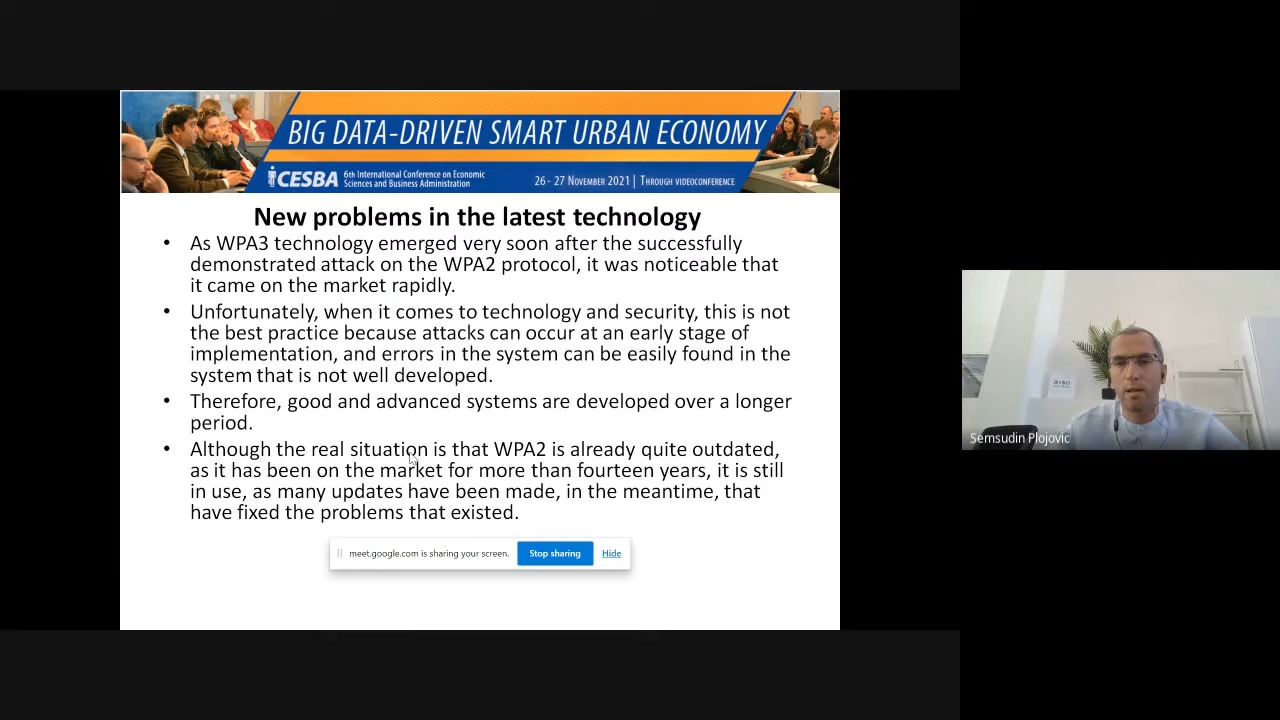 BIG DATA-DRIVEN SMART URBAN ECONOMY
iCESBA
6th International Conference on Economic
Sciences and Business Administration
26 - 27 NOVEMBER 2021 | THROUGH VIDEOCONFERENCE
New problems in the latest technology
• As WPA3 technology emerged very soon after the successfully
demonstrated attack on the WPA2 protocol, it was noticeable that
it came on the market rapidly.
• Unfortunately, when it comes to technology and security, this is not
the best practice because attacks can occur at an early stage of
implementation, and errors in the system can be easily found in the
system that is not well developed.
• Therefore, good and advanced systems are developed over a longer
period.
• Although the real situation is that WPA2 is already quite outdated,
as it has been on the market for more than fourteen years, it is still
in use, as many updates have been made, in the meantime, that
have fixed the problems that existed.
meet.google.com is sharing your screen.
Stop sharing
Hide
Semsudin Plojovic